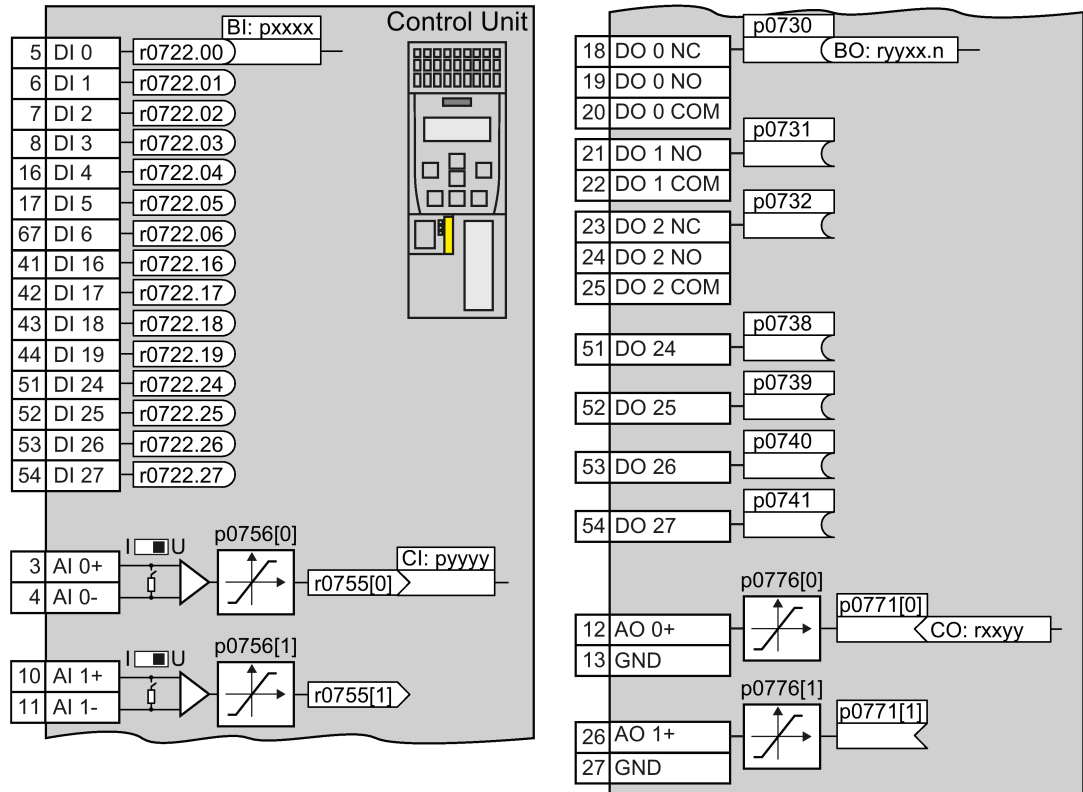 Control Unit
BI: pxxxx
5 DI 0 r0722.00
6 DI 1 r0722.01
7 DI 2 r0722.02
8 DI 3 r0722.03
16 DI 4 r0722.04
17 DI 5 r0722.05
67 DI 6 r0722.06
41 DI 16 r0722.16
42 DI 17 r0722.17
43 DI 18 r0722.18
44 DI 19 r0722.19
51 DI 24 r0722.24
52 DI 25 r0722.25
53 DI 26 r0722.26
54 DI 27 r0722.27
I U p0756[0]
CI: pyyyy
3 AI 0+
r0755[0]
4 AI 0-
I U p0756[1]
10 AI 1+
r0755[1]
11 AI 1-
p0730
18 DO 0 NC BO: ryyxx.n
19 DO 0 NO
20 DO 0 COM
p0731
21 DO 1 NO
22 DO 1 COM
p0732
23 DO 2 NC
24 DO 2 NO
25 DO 2 COM
p0738
51 DO 24
p0739
52 DO 25
p0740
53 DO 26
p0741
54 DO 27
p0776[0]
p0771[0]
12 AO 0+ CO: rxxyy
13 GND
p0776[1]
p0771[1]
26 AO 1+
27 GND